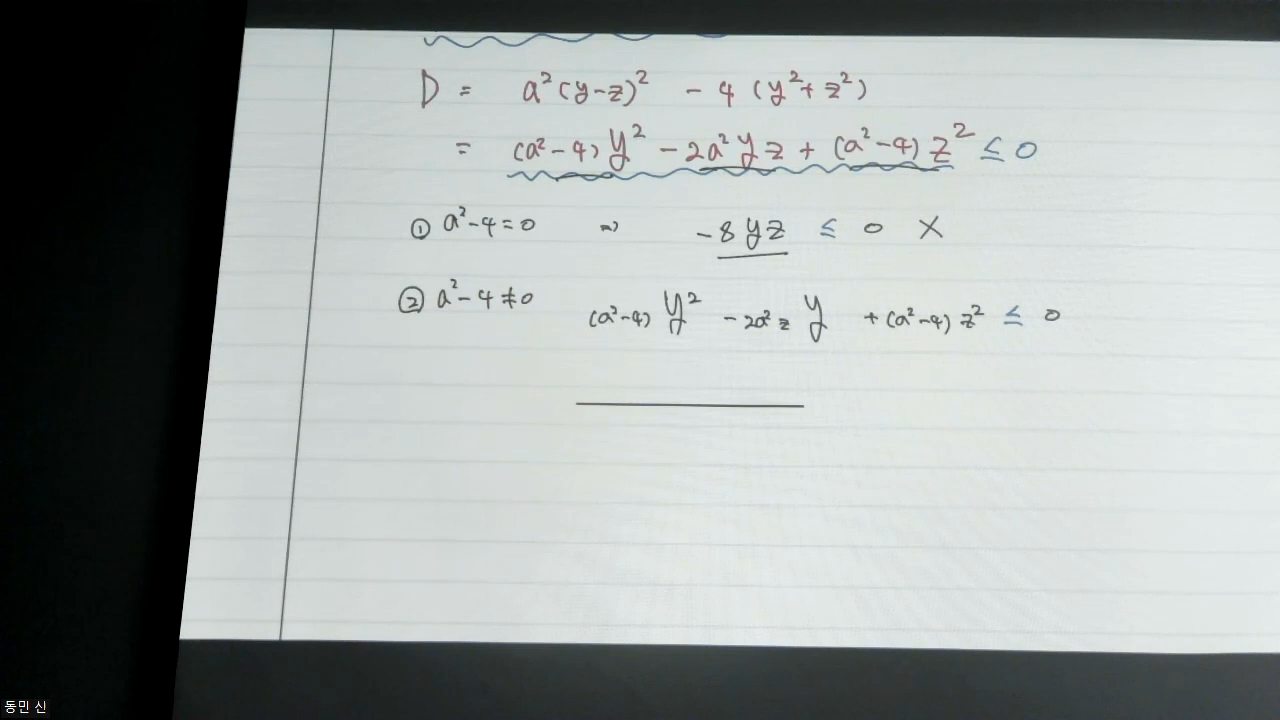 D = a²(y-z)² - 4(y²+z²)
= (a²-4)y² - 2a²yz + (a²-4)z² ≤ 0
① a²-4=0 ⇒ -8yz ≤ 0 X
② a²-4≠0 (a²-4)y² - 2a²z y + (a²-4)z² ≤ 0
동민 신